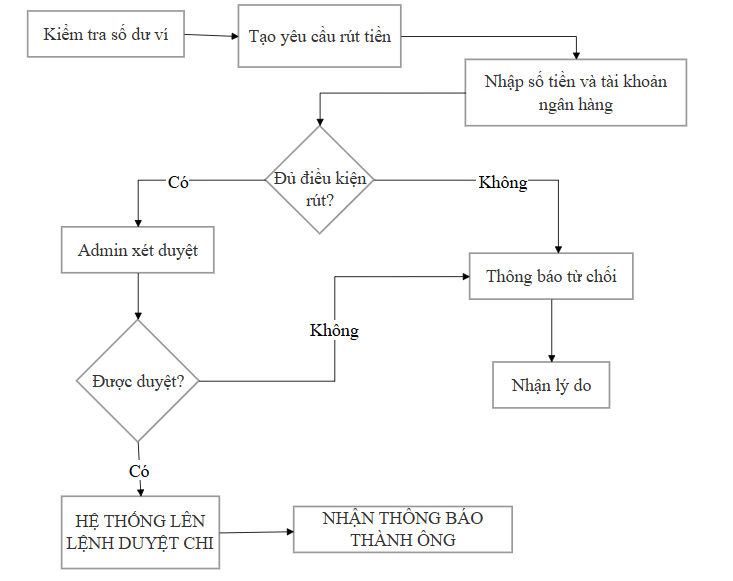 Kiểm tra số dư ví
Tạo yêu cầu rút tiền
Nhập số tiền và tài khoản
ngân hàng
Đủ điều kiện
rút?
Có
Không
Admin xét duyệt
Thông báo từ chối
Không
Được duyệt?
Nhận lý do
Có
HỆ THỐNG LÊN
LỆNH DUYỆT CHI
NHẬN THÔNG BÁO
THÀNH ÔNG